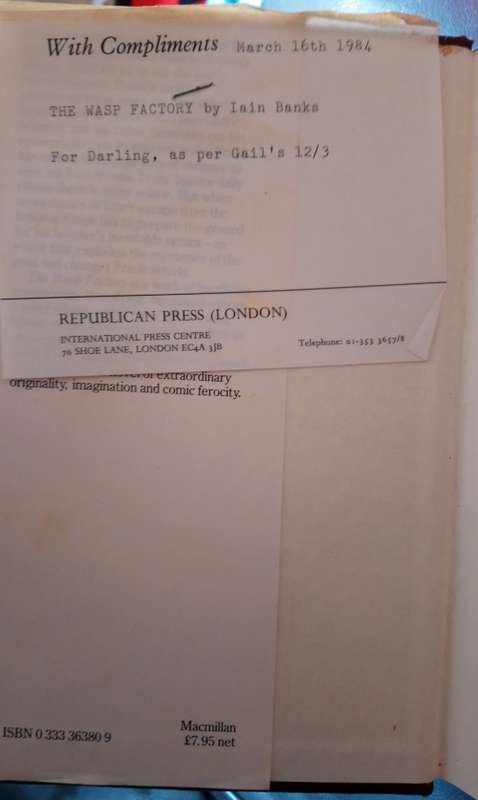 With Compliments March 16th 1984
THE WASP FACTORY by Iain Banks
For Darling, as per Gail's 12/3
REPUBLICAN PRESS (LONDON)
INTERNATIONAL PRESS CENTRE
76 SHOE LANE, LONDON EC4A 3JB
Telephone: 01-353 3657/8
of extraordinary
originality, imagination and comic ferocity.
ISBN 0 333 36380 9
Macmillan
£7.95 net